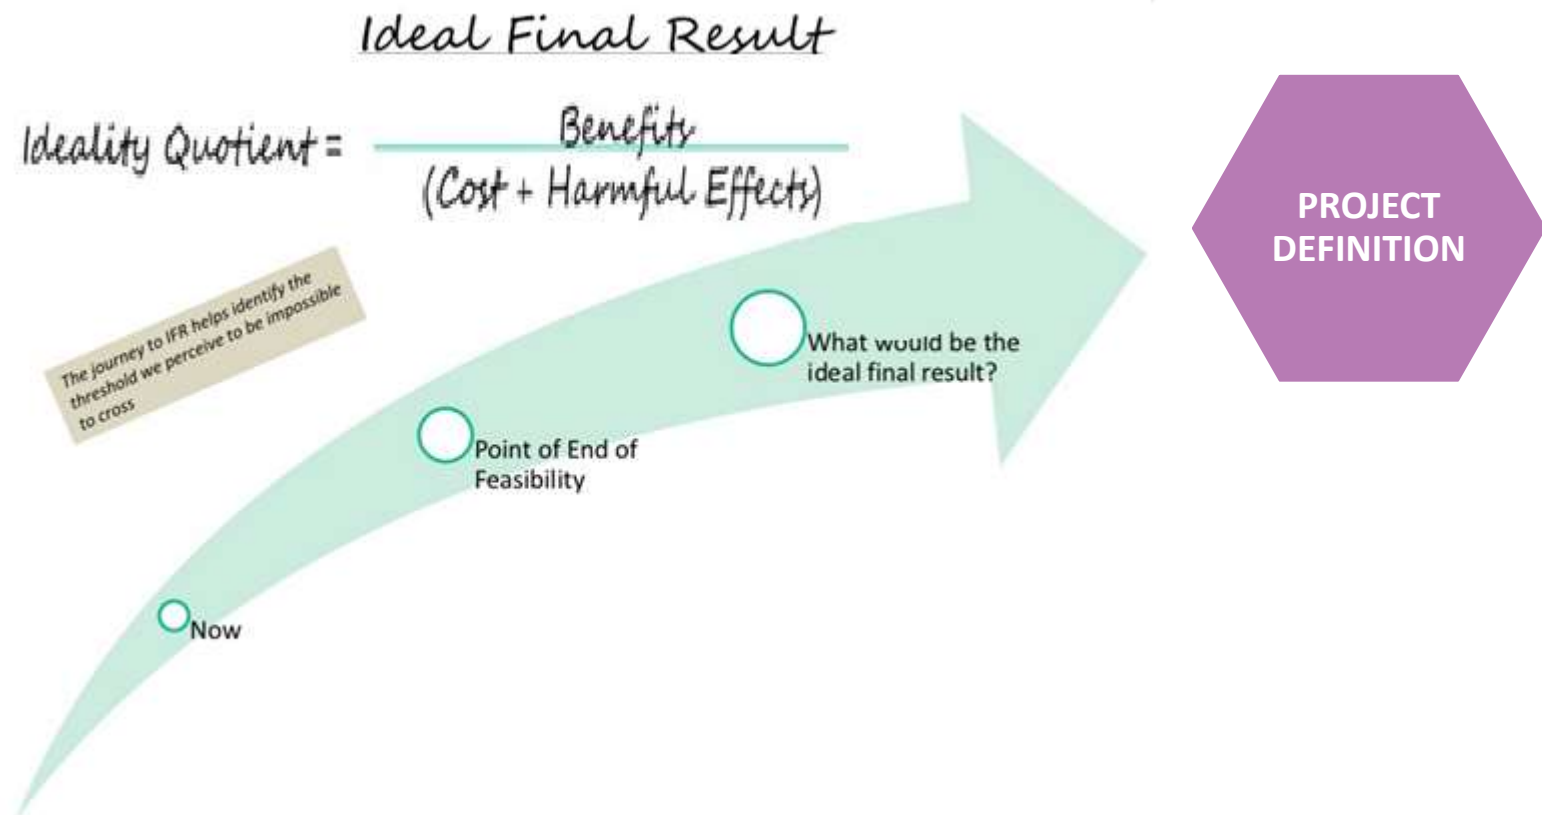 Ideal Final Result
Ideality Quotient =
Benefits
(Cost + Harmful Effects)
PROJECT
DEFINITION
The journey to IFR helps identify the
threshold we perceive to be impossible
to cross
What would be the
ideal final result?
Point of End of
Feasibility
Now